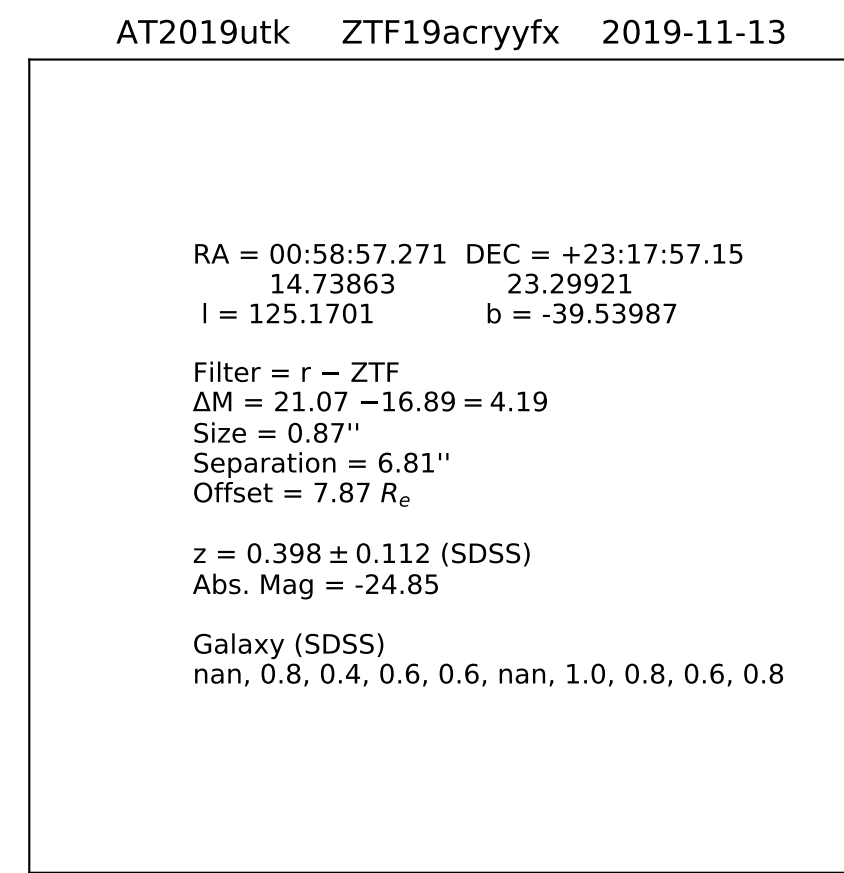 AT2019utk ZTF19acryyfx 2019-11-13
RA = 00:58:57.271 DEC = +23:17:57.15
14.73863 23.29921
l = 125.1701 b = -39.53987
Filter = r − ZTF
ΔM = 21.07 −16.89 = 4.19
Size = 0.87''
Separation = 6.81''
Offset = 7.87 Re
z = 0.398 ± 0.112 (SDSS)
Abs. Mag = -24.85
Galaxy (SDSS)
nan, 0.8, 0.4, 0.6, 0.6, nan, 1.0, 0.8, 0.6, 0.8